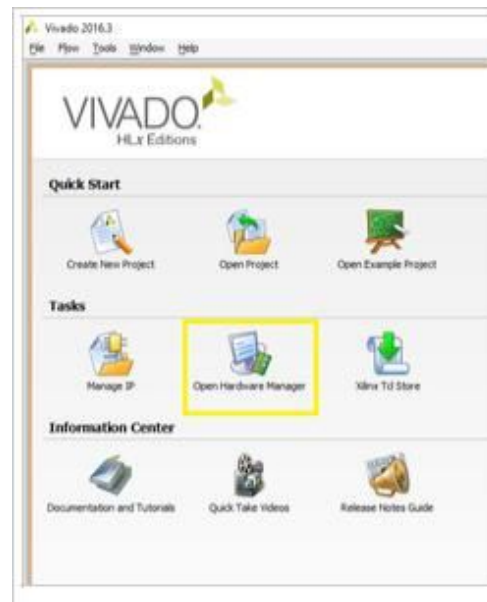 Vivado 2016.3
File Flow Tools Window Help
VIVADO
HLx Editions
Quick Start
Create New Project Open Project Open Example Project
Tasks
Manage IP Open Hardware Manager Xilinx Tcl Store
Information Center
Documentation and Tutorials Quick Take Videos Release Notes Guide